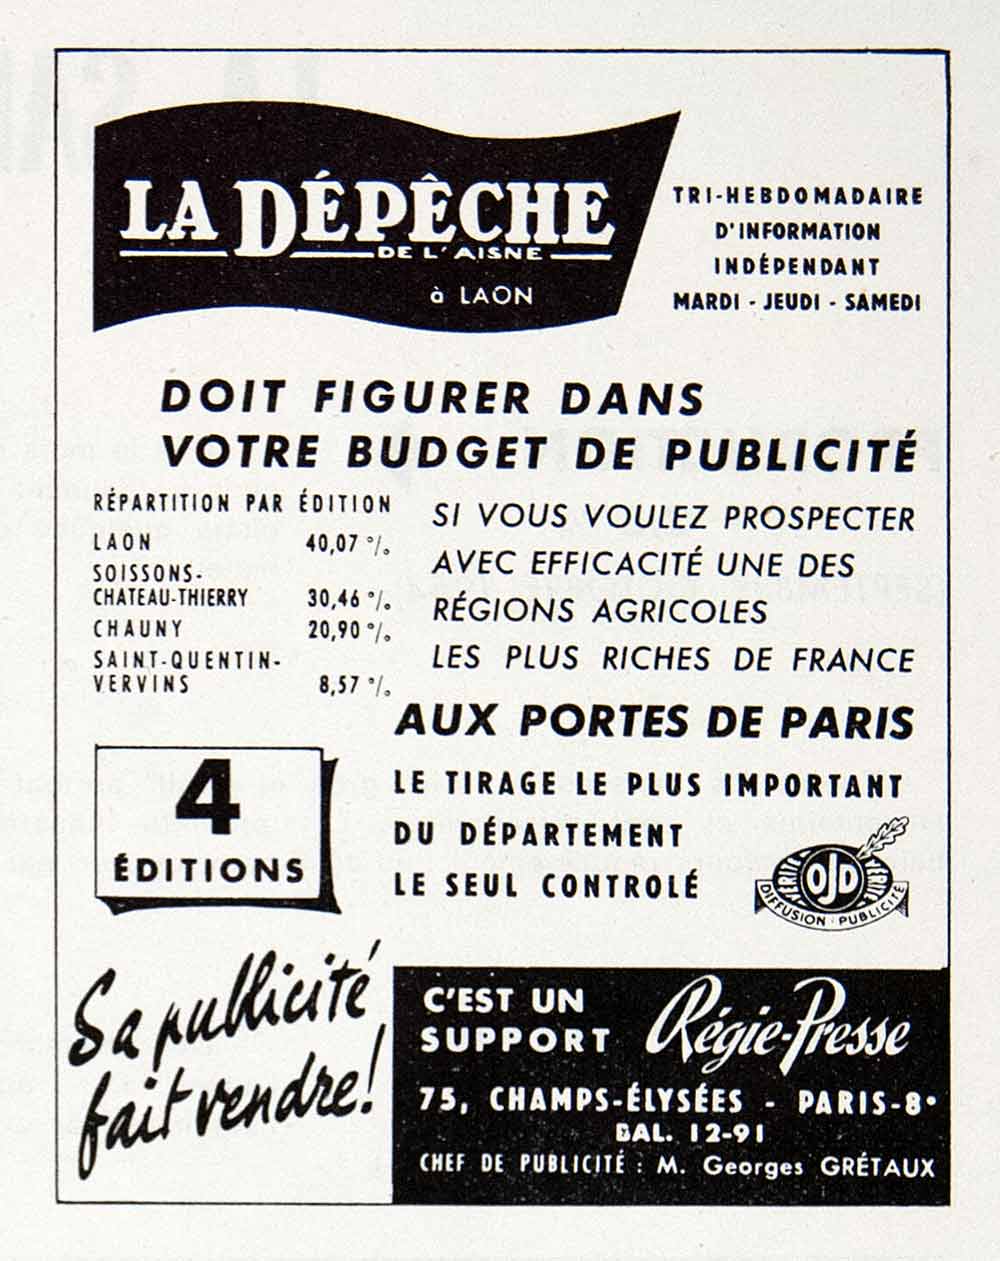 LA DÉPÊCHE
DE L'AISNE
à LAON
TRI-HEBDOMADAIRE
D'INFORMATION
INDÉPENDANT
MARDI - JEUDI - SAMEDI
DOIT FIGURER DANS
VOTRE BUDGET DE PUBLICITÉ
RÉPARTITION PAR ÉDITION
LAON 40,07 %
SOISSONS-
CHATEAU-THIERRY 30,46 %
CHAUNY 20,90 %
SAINT-QUENTIN-
VERVINS 8,57 %
SI VOUS VOULEZ PROSPECTER
AVEC EFFICACITÉ UNE DES
RÉGIONS AGRICOLES
LES PLUS RICHES DE FRANCE
AUX PORTES DE PARIS
4
ÉDITIONS
LE TIRAGE LE PLUS IMPORTANT
DU DÉPARTEMENT
LE SEUL CONTROLÉ
VÉRITÉ OJD VÉRITÉ
DIFFUSION : PUBLICITÉ
Sa publicité
fait vendre!
C'EST UN
SUPPORT Régie-Presse
75, CHAMPS-ÉLYSÉES - PARIS-8°
BAL. 12-91
CHEF DE PUBLICITÉ : M. Georges GRÉTAUX